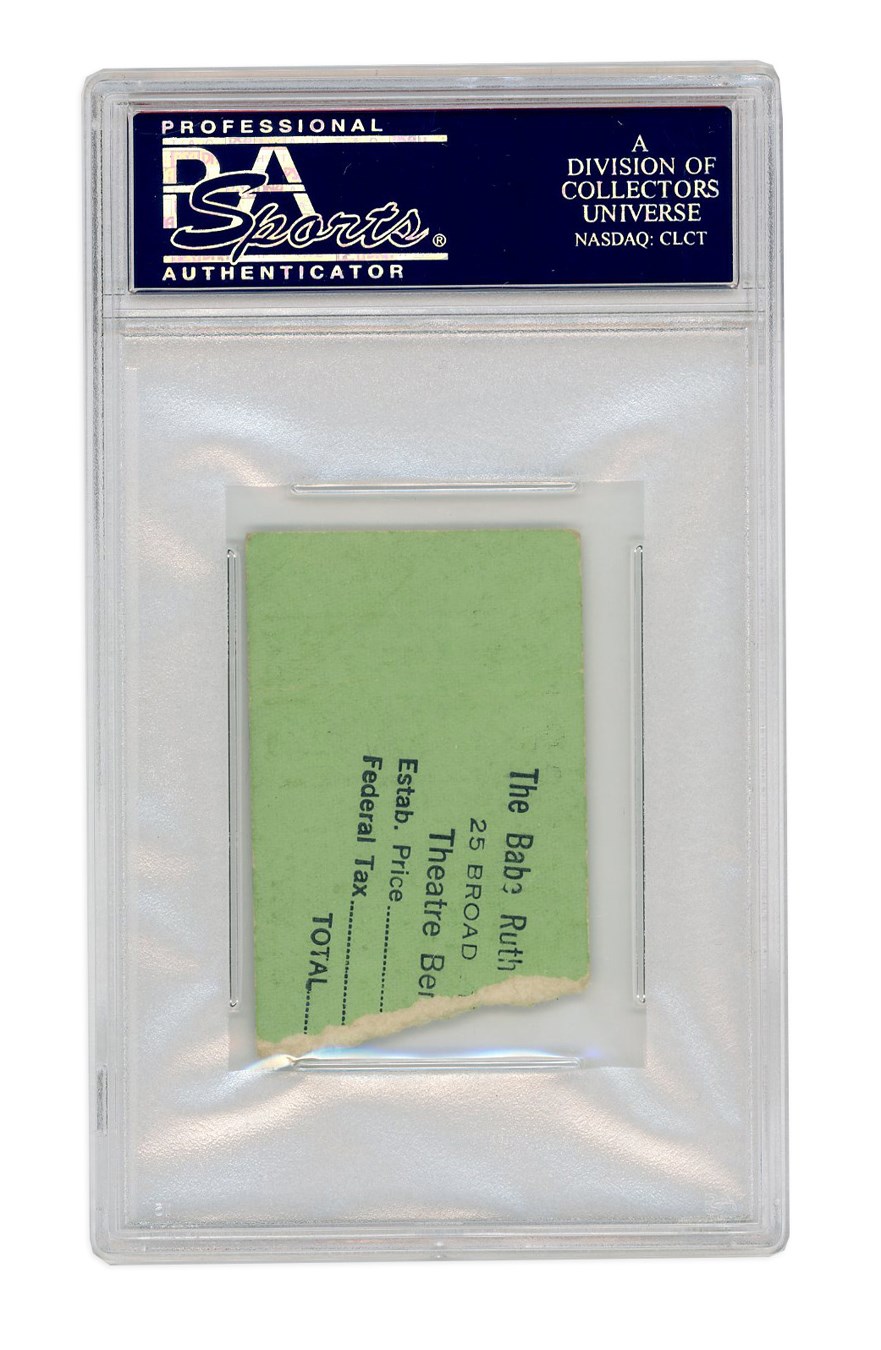 PROFESSIONAL
PSA
Sports®
AUTHENTICATOR
A
DIVISION OF
COLLECTORS
UNIVERSE
NASDAQ: CLCT
The Babe Ruth
25 BROAD
Theatre Ber
Estab. Price
Federal Tax
TOTAL